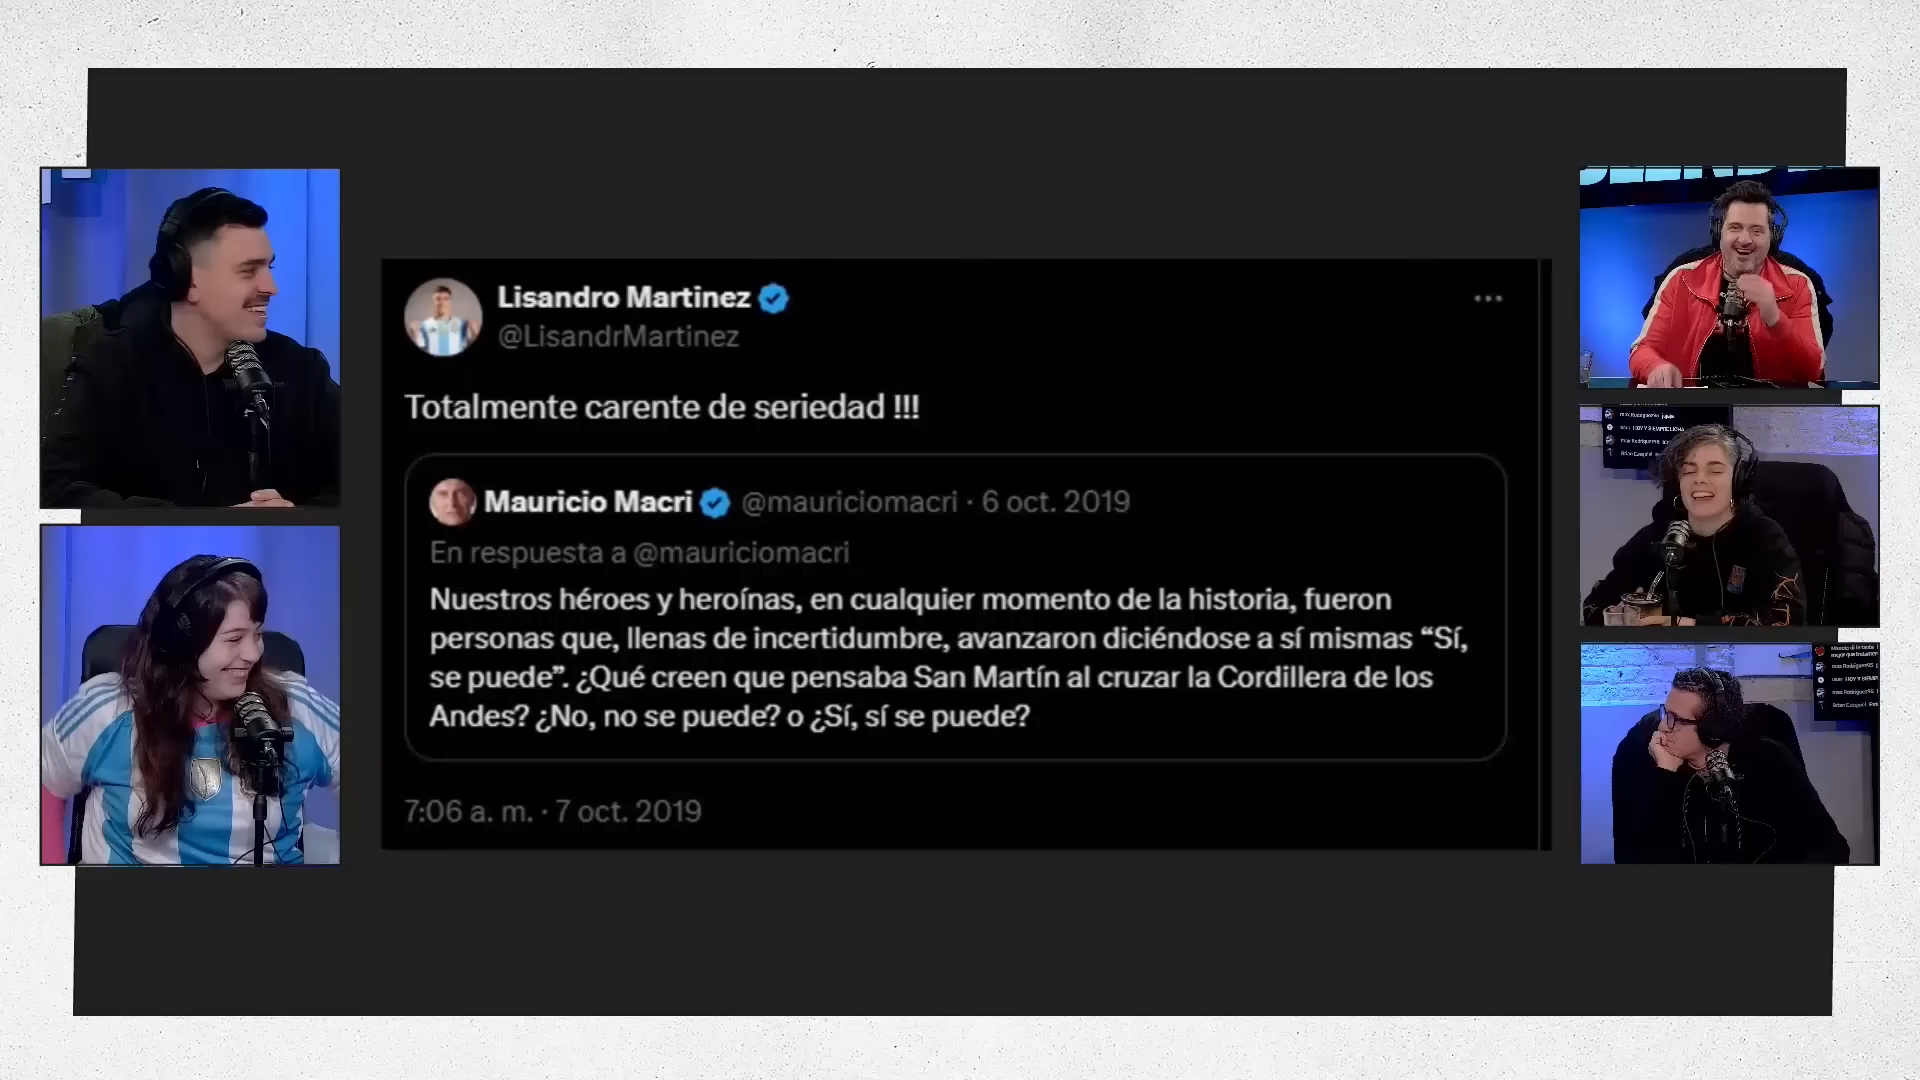 Lisandro Martinez
@LisandrMartinez
Totalmente carente de seriedad !!!
Mauricio Macri @mauriciomacri · 6 oct. 2019
En respuesta a @mauriciomacri
Nuestros héroes y heroínas, en cualquier momento de la historia, fueron
personas que, llenas de incertidumbre, avanzaron diciéndose a sí mismas “Sí,
se puede”. ¿Qué creen que pensaba San Martín al cruzar la Cordillera de los
Andes? ¿No, no se puede? o ¿Sí, sí se puede?
7:06 a. m. · 7 oct. 2019